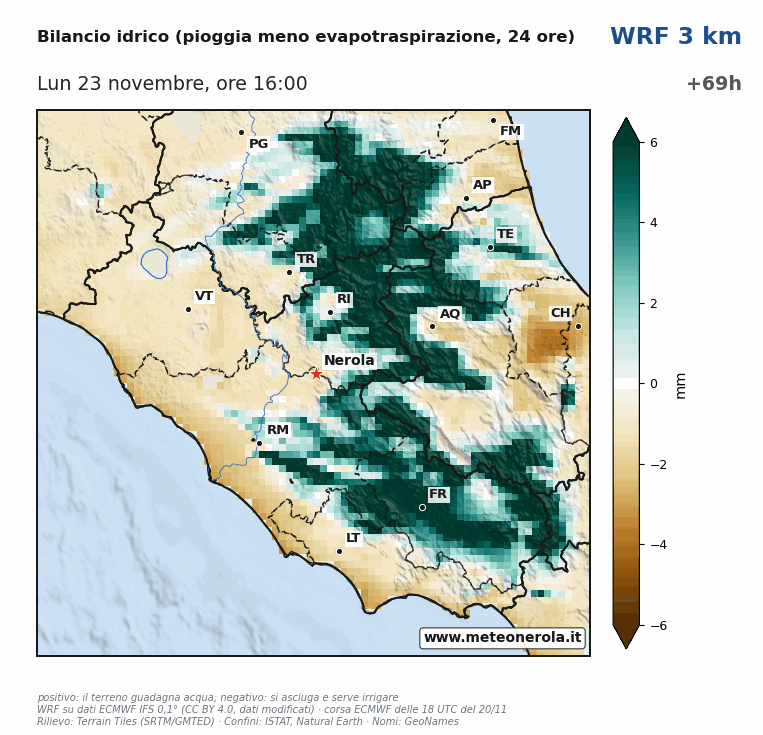 Bilancio idrico (pioggia meno evapotraspirazione, 24 ore)
WRF 3 km
Lun 23 novembre, ore 16:00
+69h
FM
PG
AP
TE
TR
VT
RI
AQ
CH
Nerola
RM
FR
LT
www.meteonerola.it
6
4
2
0
−2
−4
−6
mm
positivo: il terreno guadagna acqua; negativo: si asciuga e serve irrigare
WRF su dati ECMWF IFS 0,1° (CC BY 4.0, dati modificati) · corsa ECMWF delle 18 UTC del 20/11
Rilievo: Terrain Tiles (SRTM/GMTED) · Confini: ISTAT, Natural Earth · Nomi: GeoNames